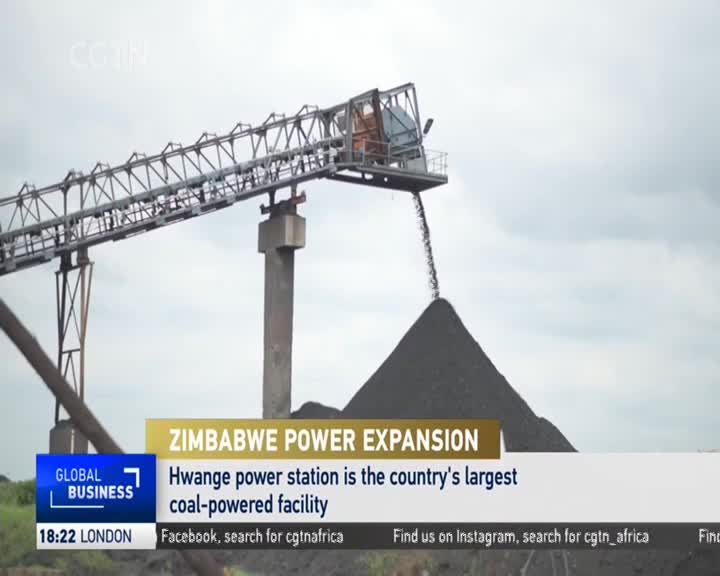 CGTN
ZIMBABWE POWER EXPANSION
Hwange power station is the country's largest
coal-powered facility
GLOBAL
BUSINESS
18:22 LONDON
Facebook, search for cgtnafrica Find us on Instagram, search for cgtn_africa Find